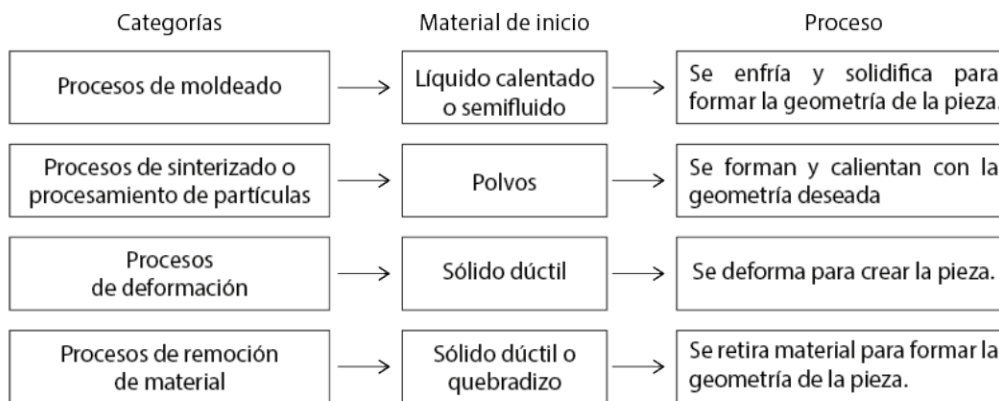 Categorías
Material de inicio
Proceso
Procesos de moldeado
Líquido calentado
o semifluido
Se enfría y solidifica para
formar la geometría de la pieza.
Procesos de sinterizado o
procesamiento de partículas
Polvos
Se forman y calientan con la
geometría deseada
Procesos
de deformación
Sólido dúctil
Se deforma para crear la pieza.
Procesos de remoción
de material
Sólido dúctil o
quebradizo
Se retira material para formar la
geometría de la pieza.